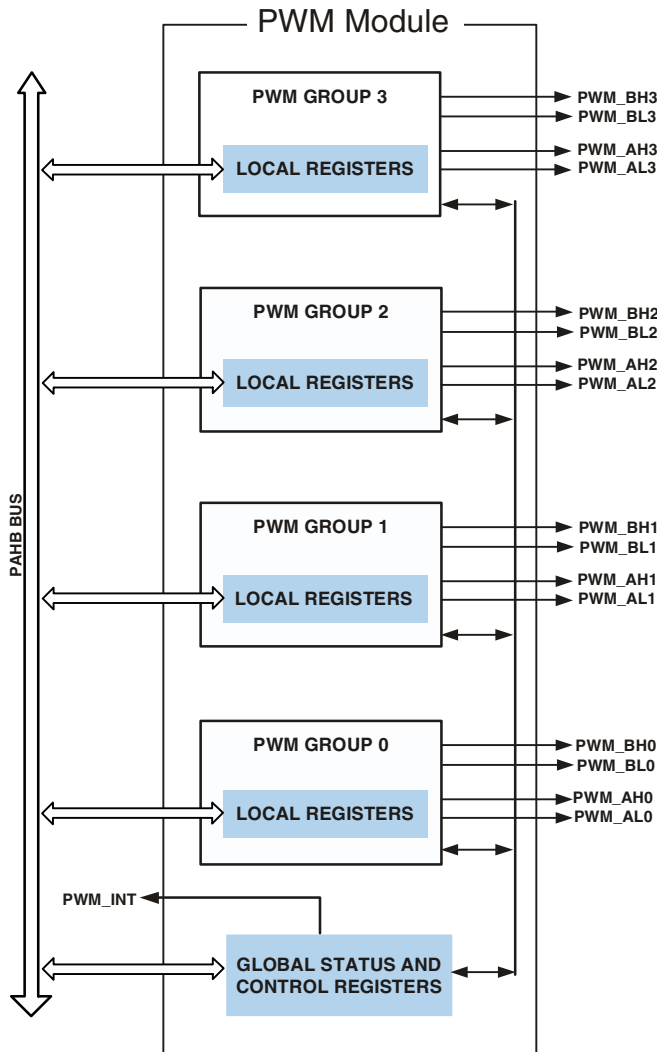 PWM Module
PWM GROUP 3
LOCAL REGISTERS
PWM_BH3
PWM_BL3
PWM_AH3
PWM_AL3
PWM GROUP 2
LOCAL REGISTERS
PWM_BH2
PWM_BL2
PWM_AH2
PWM_AL2
PAHB BUS
PWM GROUP 1
LOCAL REGISTERS
PWM_BH1
PWM_BL1
PWM_AH1
PWM_AL1
PWM GROUP 0
LOCAL REGISTERS
PWM_BH0
PWM_BL0
PWM_AH0
PWM_AL0
PWM_INT
GLOBAL STATUS AND
CONTROL REGISTERS